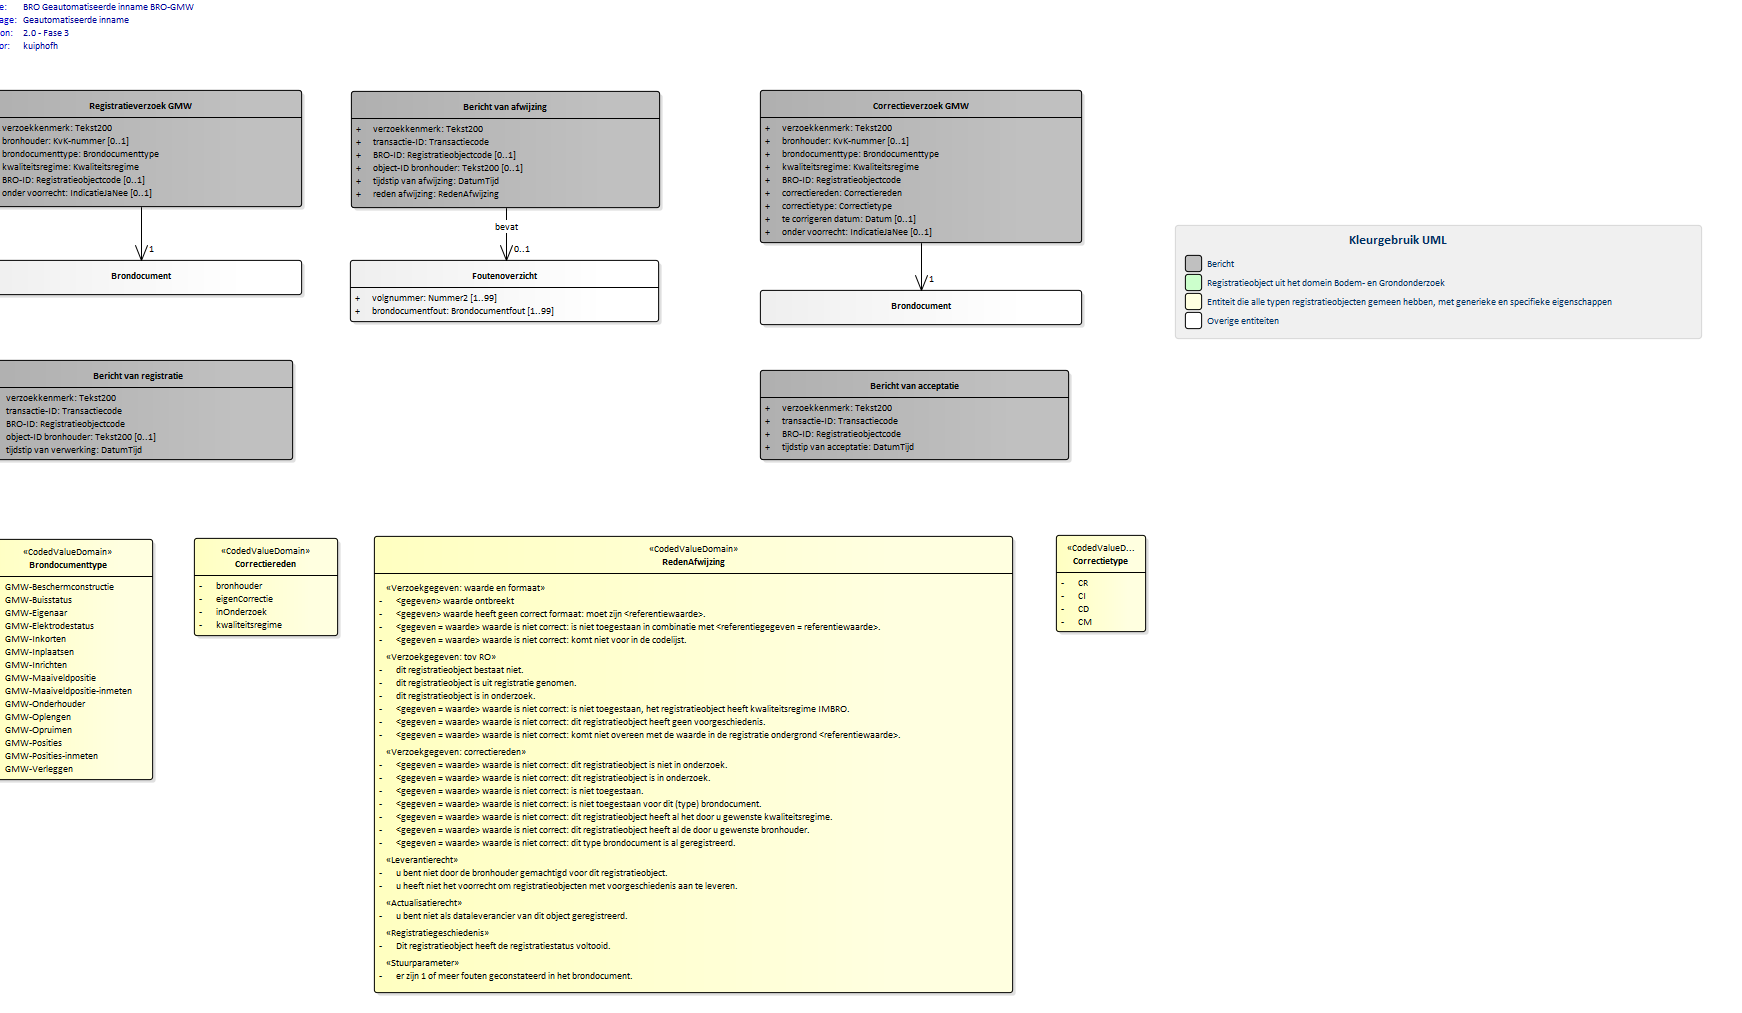 e: BRO Geautomatiseerde inname BRO-GMW
age: Geautomatiseerde inname
on: 2.0 - Fase 3
or: kuiphofh
Registratieverzoek GMW
verzoekkenmerk: Tekst200
bronhouder: KvK-nummer [0..1]
brondocumenttype: Brondocumenttype
kwaliteitsregime: Kwaliteitsregime
BRO-ID: Registratieobjectcode [0..1]
onder voorrecht: IndicatieJaNee [0..1]
/1
Brondocument
Bericht van afwijzing
+ verzoekkenmerk: Tekst200
+ transactie-ID: Transactiecode
+ BRO-ID: Registratieobjectcode [0..1]
+ object-ID bronhouder: Tekst200 [0..1]
+ tijdstip van afwijzing: DatumTijd
+ reden afwijzing: RedenAfwijzing
bevat
/0..1
Foutenoverzicht
+ volgnummer: Nummer2 [1..99]
+ brondocumentfout: Brondocumentfout [1..99]
Correctieverzoek GMW
+ verzoekkenmerk: Tekst200
+ bronhouder: KvK-nummer [0..1]
+ brondocumenttype: Brondocumenttype
+ kwaliteitsregime: Kwaliteitsregime
+ BRO-ID: Registratieobjectcode
+ correctiereden: Correctiereden
+ correctietype: Correctietype
+ te corrigeren datum: Datum [0..1]
+ onder voorrecht: IndicatieJaNee [0..1]
/1
Brondocument
Kleurgebruik UML
Bericht
Registratieobject uit het domein Bodem- en Grondonderzoek
Entiteit die alle typen registratieobjecten gemeen hebben, met generieke en specifieke eigenschappen
Overige entiteiten
Bericht van registratie
verzoekkenmerk: Tekst200
transactie-ID: Transactiecode
BRO-ID: Registratieobjectcode
object-ID bronhouder: Tekst200 [0..1]
tijdstip van verwerking: DatumTijd
Bericht van acceptatie
+ verzoekkenmerk: Tekst200
+ transactie-ID: Transactiecode
+ BRO-ID: Registratieobjectcode
+ tijdstip van acceptatie: DatumTijd
«CodedValueDomain»
Brondocumenttype
GMW-Beschermconstructie
GMW-Buisstatus
GMW-Eigenaar
GMW-Elektrodestatus
GMW-Inkorten
GMW-Inplaatsen
GMW-Inrichten
GMW-Maaiveldpositie
GMW-Maaiveldpositie-inmeten
GMW-Onderhouder
GMW-Oplengen
GMW-Opruimen
GMW-Posities
GMW-Posities-inmeten
GMW-Verleggen
«CodedValueDomain»
Correctiereden
- bronhouder
- eigenCorrectie
- inOnderzoek
- kwaliteitsregime
«CodedValueDomain»
RedenAfwijzing
«Verzoekgegeven: waarde en formaat»
- <gegeven> waarde ontbreekt
- <gegeven> waarde heeft geen correct formaat: moet zijn <referentiewaarde>.
- <gegeven = waarde> waarde is niet correct: is niet toegestaan in combinatie met <referentiegegeven = referentiewaarde>.
- <gegeven = waarde> waarde is niet correct: komt niet voor in de codelijst.
«Verzoekgegeven: tov RO»
- dit registratieobject bestaat niet.
- dit registratieobject is uit registratie genomen.
- dit registratieobject is in onderzoek.
- <gegeven = waarde> waarde is niet correct: is niet toegestaan, het registratieobject heeft kwaliteitsregime IMBRO.
- <gegeven = waarde> waarde is niet correct: dit registratieobject heeft geen voorgeschiedenis.
- <gegeven = waarde> waarde is niet correct: komt niet overeen met de waarde in de registratie ondergrond <referentiewaarde>.
«Verzoekgegeven: correctiereden»
- <gegeven = waarde> waarde is niet correct: dit registratieobject is niet in onderzoek.
- <gegeven = waarde> waarde is niet correct: dit registratieobject is in onderzoek.
- <gegeven = waarde> waarde is niet correct: is niet toegestaan.
- <gegeven = waarde> waarde is niet correct: is niet toegestaan voor dit (type) brondocument.
- <gegeven = waarde> waarde is niet correct: dit registratieobject heeft al het door u gewenste kwaliteitsregime.
- <gegeven = waarde> waarde is niet correct: dit registratieobject heeft al de door u gewenste bronhouder.
- <gegeven = waarde> waarde is niet correct: dit type brondocument is al geregistreerd.
«Leverantierecht»
- u bent niet door de bronhouder gemachtigd voor dit registratieobject.
- u heeft niet het voorrecht om registratieobjecten met voorgeschiedenis aan te leveren.
«Actualisatierecht»
- u bent niet als dataleverancier van dit object geregistreerd.
«Registratiegeschiedenis»
- Dit registratieobject heeft de registratiestatus voltooid.
«Stuurparameter»
- er zijn 1 of meer fouten geconstateerd in het brondocument.
«CodedValueD...
Correctietype
- CR
- CI
- CD
- CM